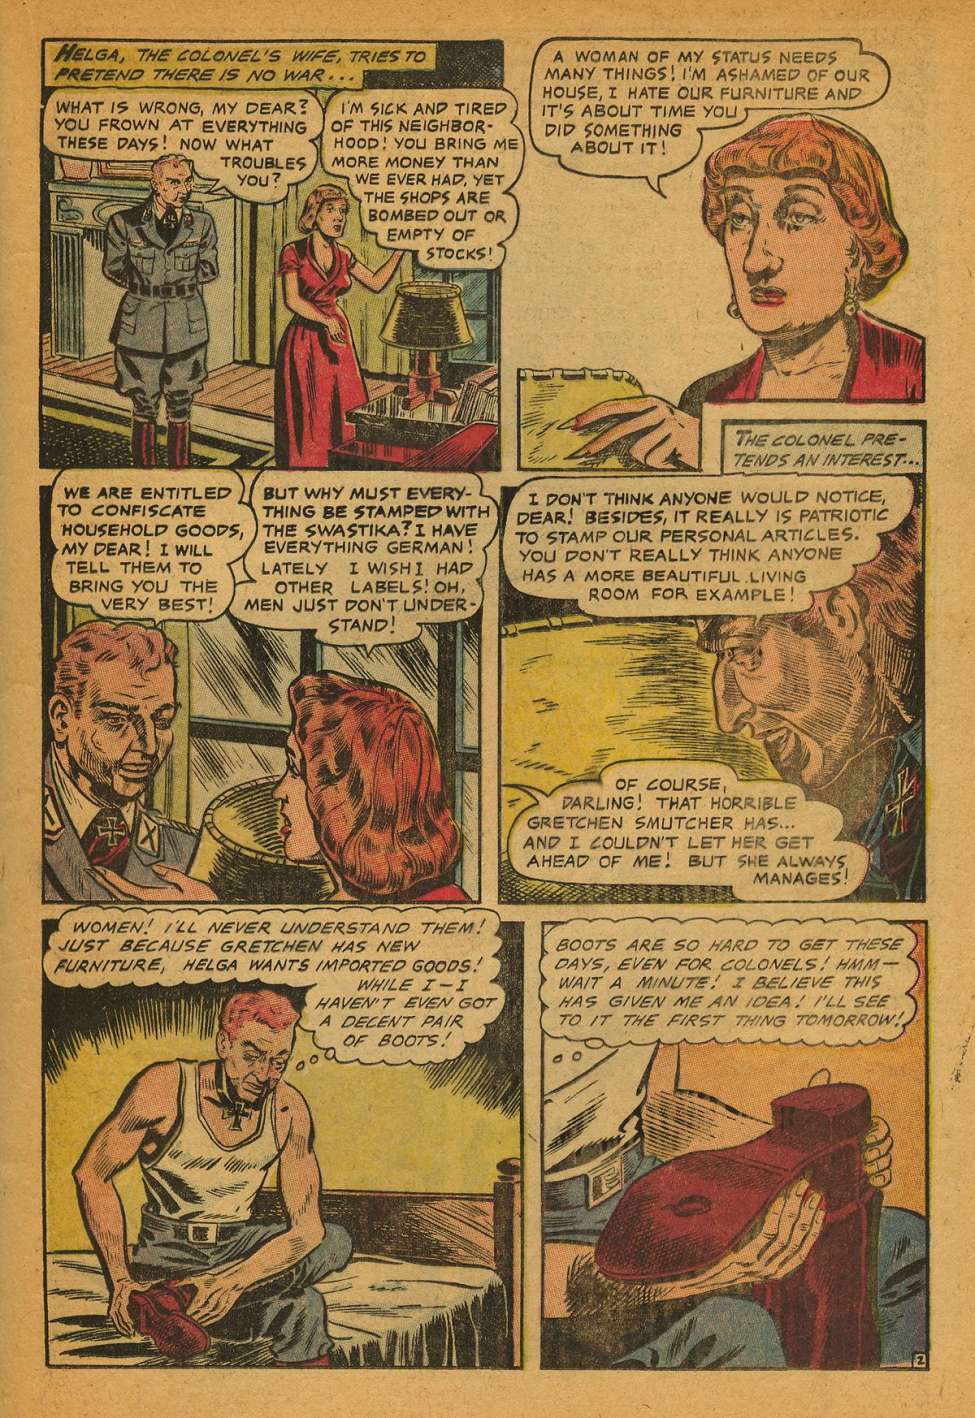 HELGA, THE COLONEL'S WIFE, TRIES TO
PRETEND THERE IS NO WAR...
WHAT IS WRONG, MY DEAR?
YOU FROWN AT EVERYTHING
THESE DAYS! NOW WHAT
TROUBLES
YOU?
I'M SICK AND TIRED
OF THIS NEIGHBOR-
HOOD! YOU BRING ME
MORE MONEY THAN
WE EVER HAD, YET
THE SHOPS ARE
BOMBED OUT OR
EMPTY OF
STOCKS!
A WOMAN OF MY STATUS NEEDS
MANY THINGS! I'M ASHAMED OF OUR
HOUSE, I HATE OUR FURNITURE AND
IT'S ABOUT TIME YOU
DID SOMETHING
ABOUT IT!
THE COLONEL PRE-
TENDS AN INTEREST...
WE ARE ENTITLED
TO CONFISCATE
HOUSEHOLD GOODS,
MY DEAR! I WILL
TELL THEM TO
BRING YOU THE
VERY BEST!
BUT WHY MUST EVERY-
THING BE STAMPED WITH
THE SWASTIKA? I HAVE
EVERYTHING GERMAN!
LATELY I WISH I HAD
OTHER LABELS! OH,
MEN JUST DON'T UNDER-
STAND!
I DON'T THINK ANYONE WOULD NOTICE,
DEAR! BESIDES, IT REALLY IS PATRIOTIC
TO STAMP OUR PERSONAL ARTICLES.
YOU DON'T REALLY THINK ANYONE
HAS A MORE BEAUTIFUL LIVING
ROOM FOR EXAMPLE!
OF COURSE,
DARLING! THAT HORRIBLE
GRETCHEN SMUTCHER HAS...
AND I COULDN'T LET HER GET
AHEAD OF ME! BUT SHE ALWAYS
MANAGES!
WOMEN! I'LL NEVER UNDERSTAND THEM!
JUST BECAUSE GRETCHEN HAS NEW
FURNITURE, HELGA WANTS IMPORTED GOODS!
WHILE I-I
HAVEN'T EVEN GOT
A DECENT PAIR
OF BOOTS!
BOOTS ARE SO HARD TO GET THESE
DAYS, EVEN FOR COLONELS! HMM—
WAIT A MINUTE! I BELIEVE THIS
HAS GIVEN ME AN IDEA! I'LL SEE
TO IT THE FIRST THING TOMORROW!
2